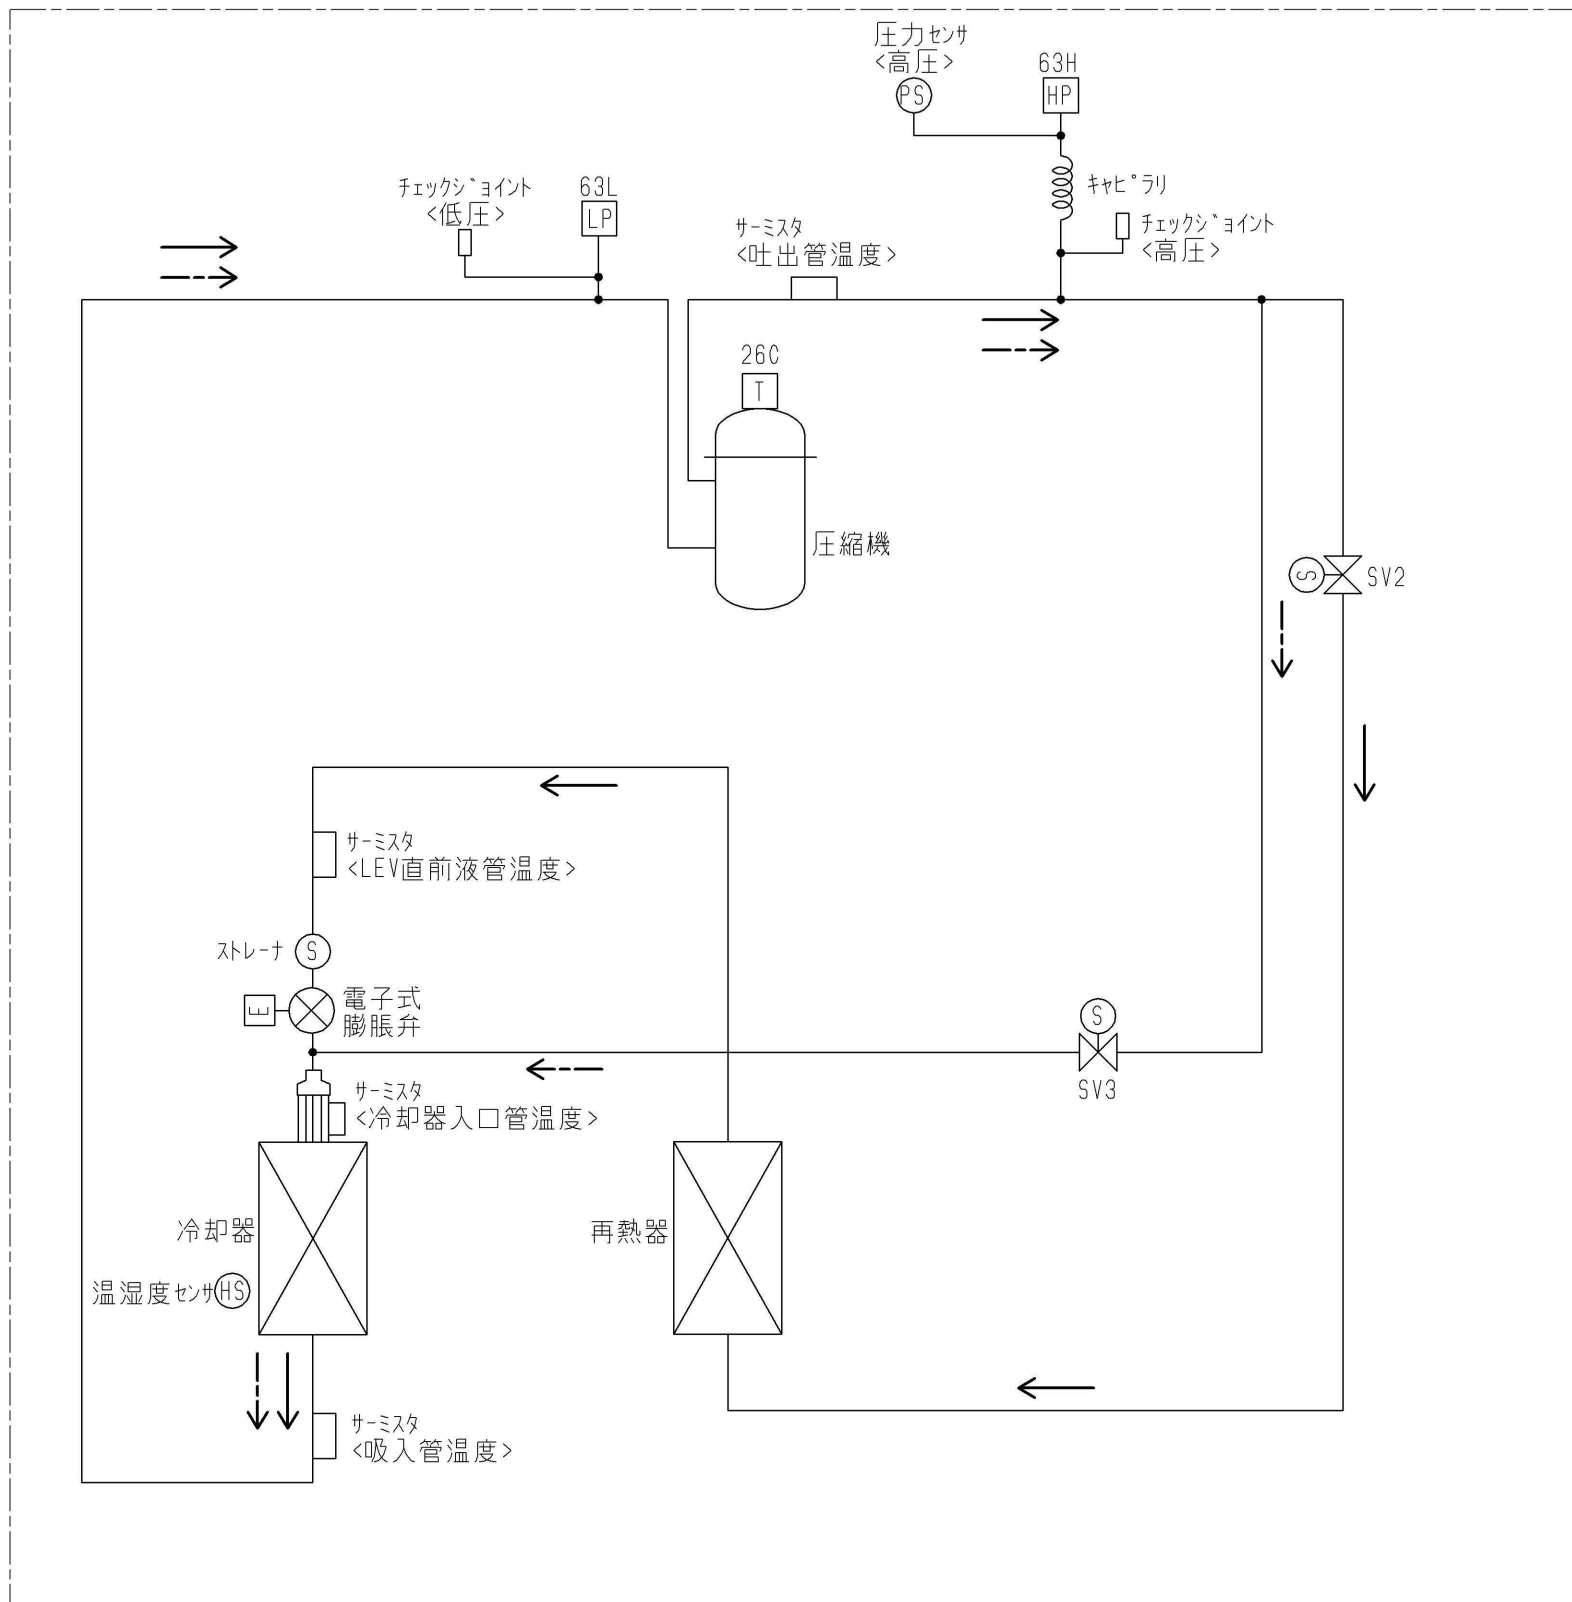 圧力センサ
<高圧>
PS
63H
HP
キャピラリ
チェックジョイント
<高圧>
チェックジョイント
<低圧>
63L
LP
サーミスタ
<吐出管温度>
26C
T
圧縮機
S
SV2
サーミスタ
<LEV直前液管温度>
ストレーナ
S
E
電子式
膨脹弁
S
SV3
サーミスタ
<冷却器入口管温度>
冷却器
再熱器
温湿度センサ
HS
サーミスタ
<吸入管温度>